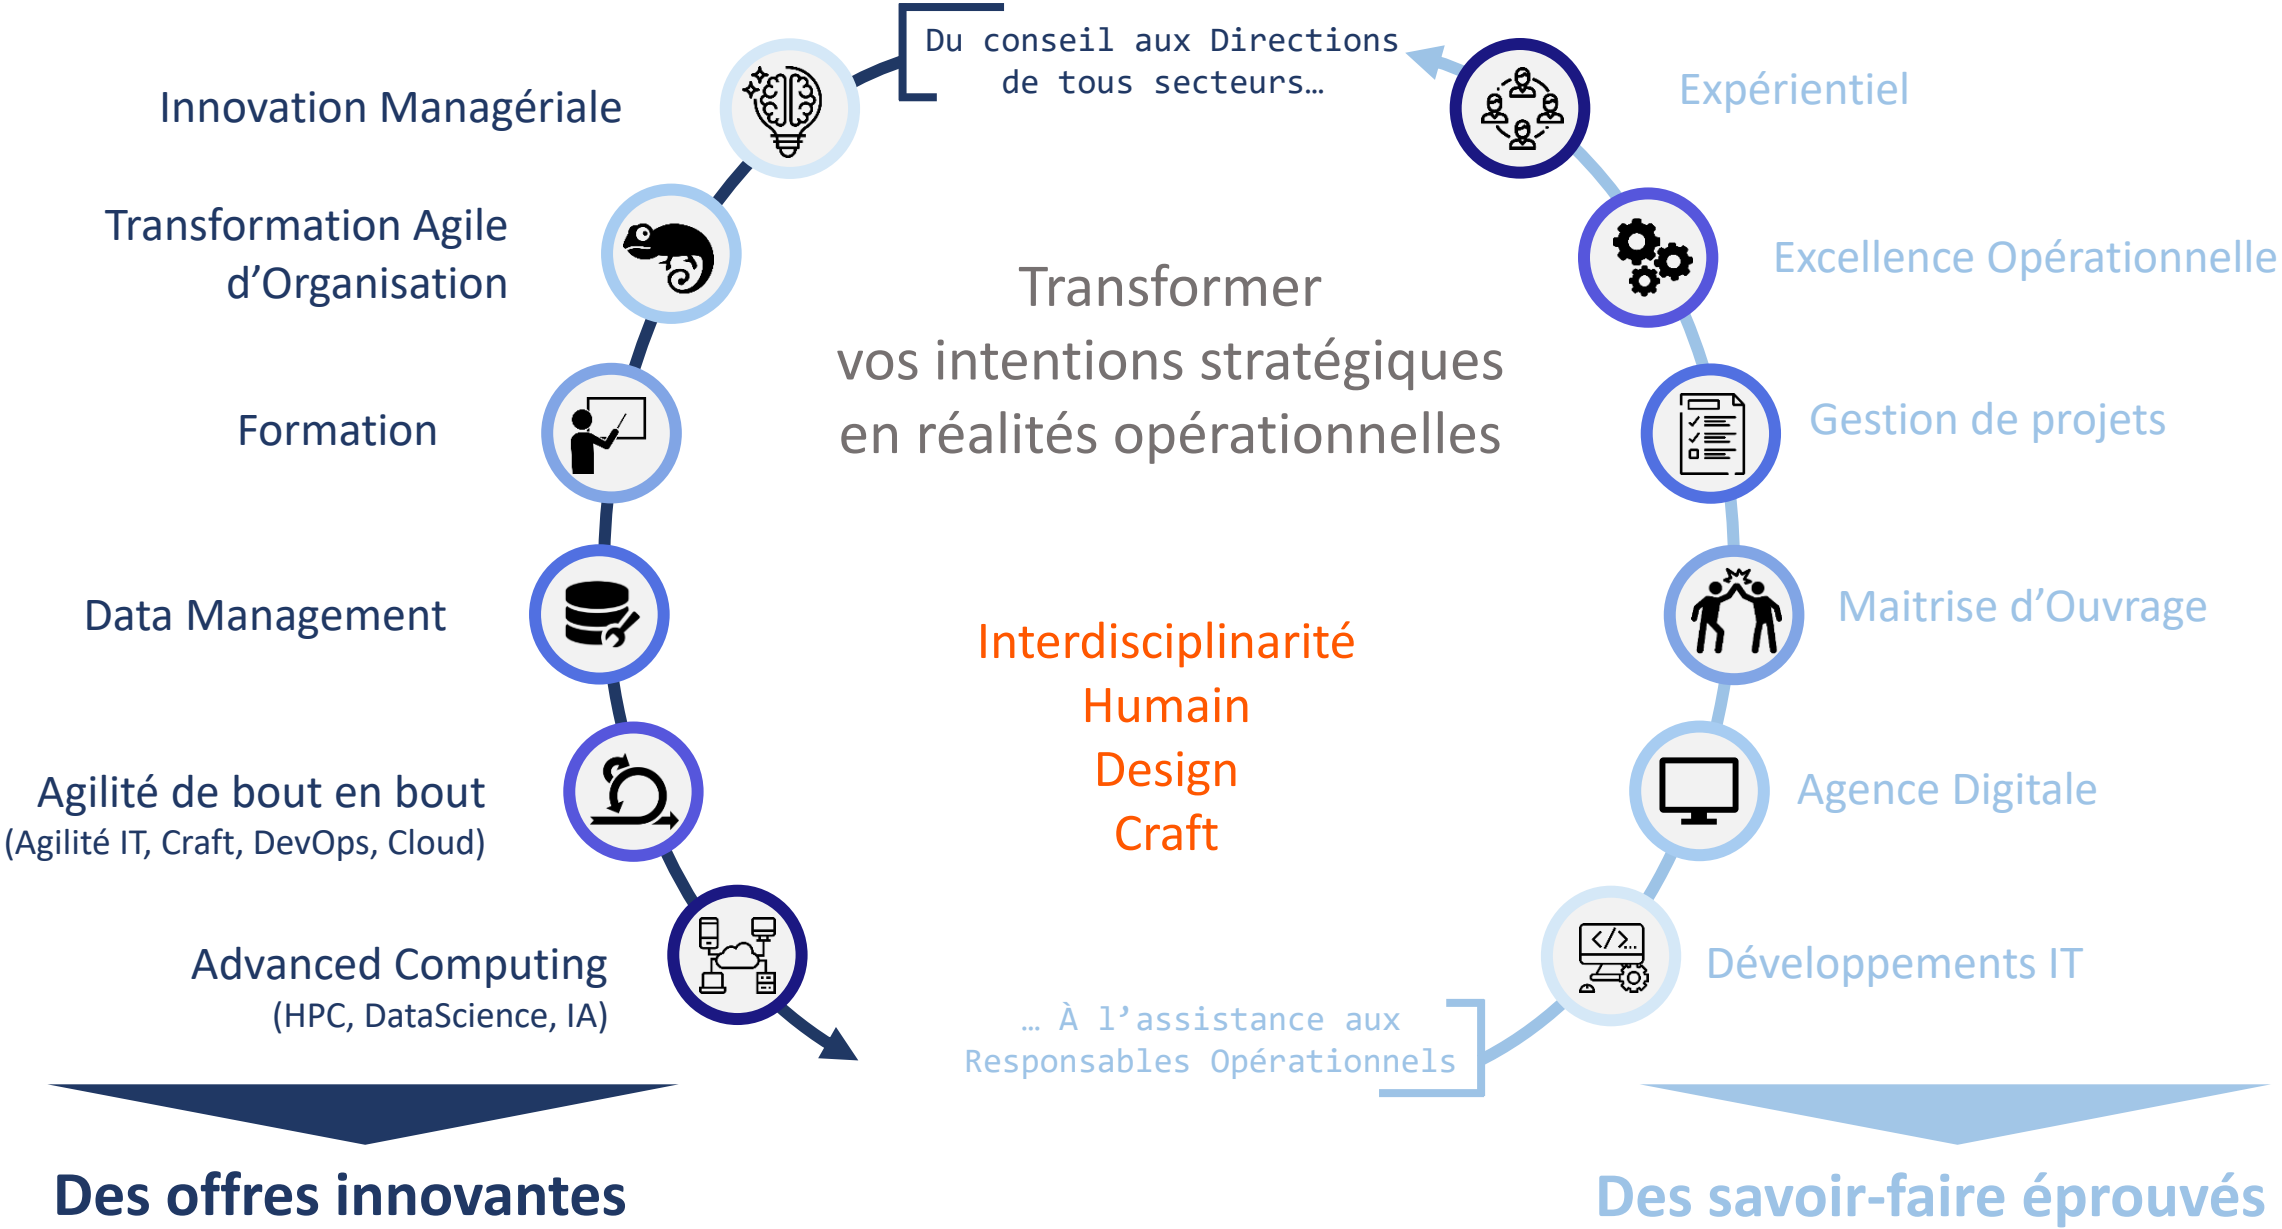 Du conseil aux Directions
de tous secteurs…
Innovation Managériale
Transformation Agile
d’Organisation
Formation
Data Management
Agilité de bout en bout
(Agilité IT, Craft, DevOps, Cloud)
Advanced Computing
(HPC, DataScience, IA)
Des offres innovantes
Transformer
vos intentions stratégiques
en réalités opérationnelles
Interdisciplinarité
Humain
Design
Craft
… À l’assistance aux
Responsables Opérationnels
Expérientiel
Excellence Opérationnelle
Gestion de projets
Maitrise d’Ouvrage
Agence Digitale
Développements IT
</>...
Des savoir-faire éprouvés